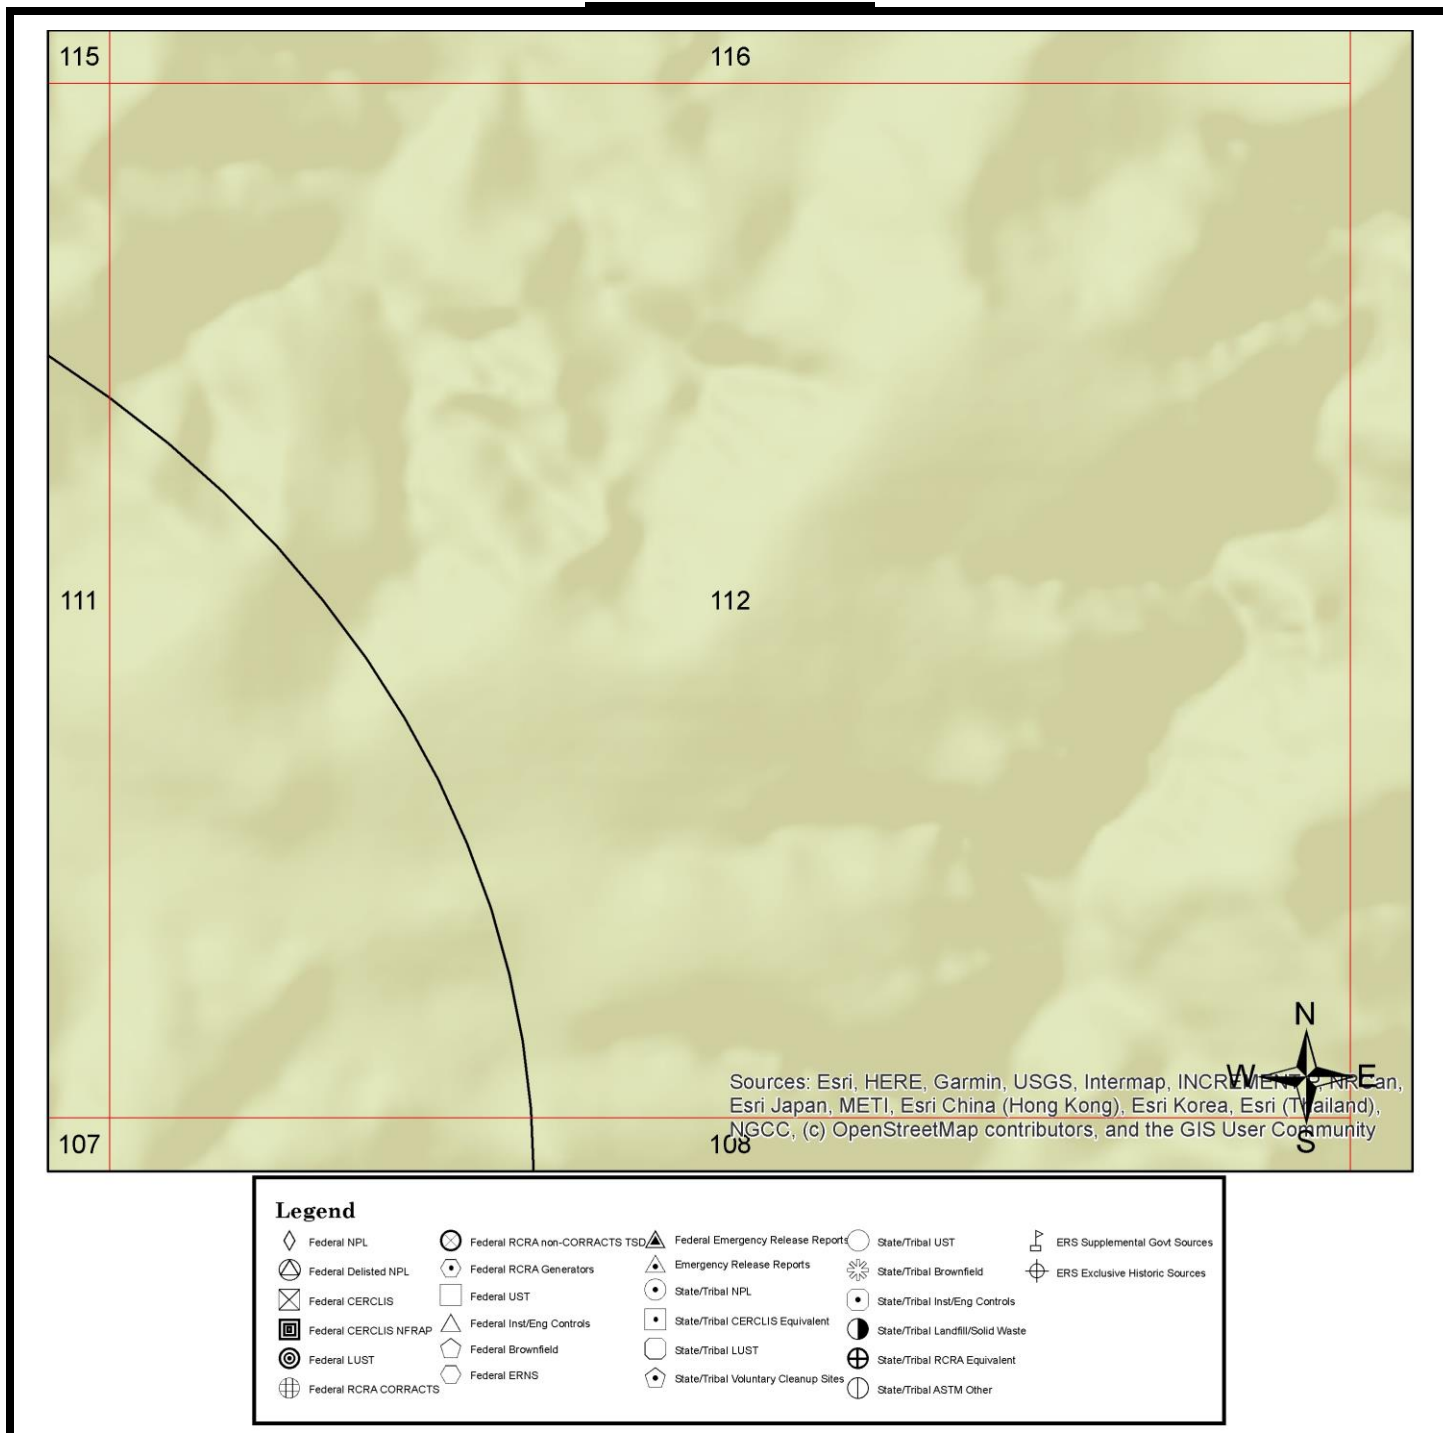 115
116
111
112
N
W
E
Sources: Esri, HERE, Garmin, USGS, Intermap, INCREMENT P, NRCan,
Esri Japan, METI, Esri China (Hong Kong), Esri Korea, Esri (Thailand),
NGCC, (c) OpenStreetMap contributors, and the GIS User Community
S
107
108
Legend
Federal NPL
Federal Delisted NPL
Federal CERCLIS
Federal CERCLIS NFRAP
Federal LUST
Federal RCRA CORRACTS
Federal RCRA non-CORRACTS TSD
Federal RCRA Generators
Federal UST
Federal Inst/Eng Controls
Federal Brownfield
Federal ERNS
Federal Emergency Release Reports
Emergency Release Reports
State/Tribal NPL
State/Tribal CERCLIS Equivalent
State/Tribal LUST
State/Tribal Voluntary Cleanup Sites
State/Tribal UST
State/Tribal Brownfield
State/Tribal Inst/Eng Controls
State/Tribal Landfill/Solid Waste
State/Tribal RCRA Equivalent
State/Tribal ASTM Other
ERS Supplemental Govt Sources
ERS Exclusive Historic Sources